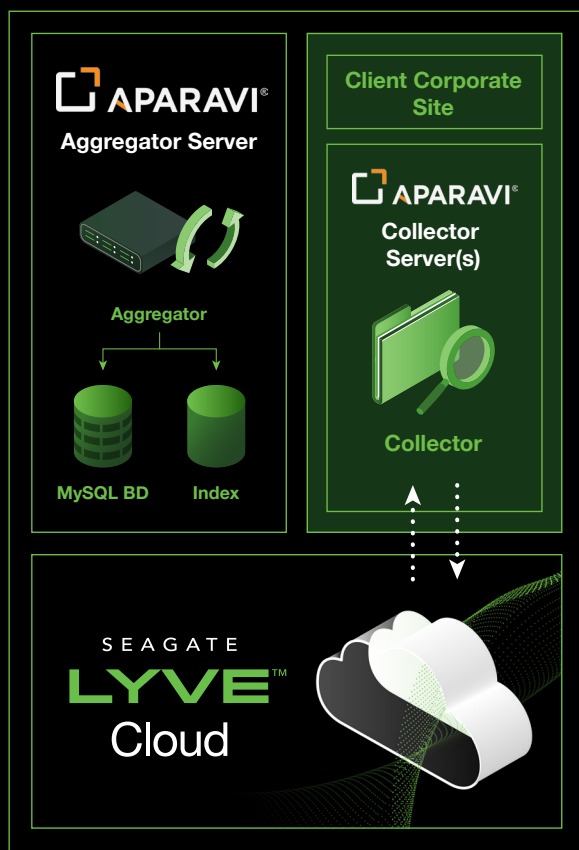 APARAVI®
Aggregator Server
Aggregator
MySQL BD
Index
Client Corporate
Site
APARAVI®
Collector
Server(s)
Collector
SEAGATE
LYVE™
Cloud